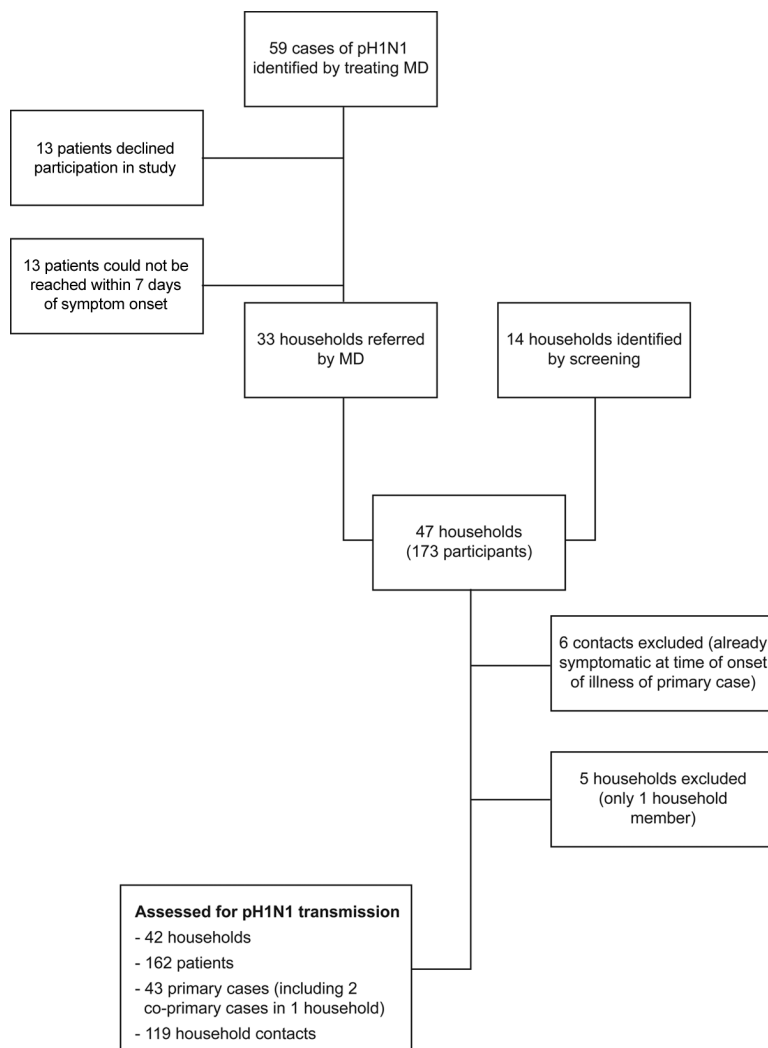 59 cases of pH1N1
identified by treating MD
13 patients declined
participation in study
13 patients could not be
reached within 7 days
of symptom onset
33 households referred
by MD
14 households identified
by screening
47 households
(173 participants)
6 contacts excluded (already
symptomatic at time of onset
of illness of primary case)
5 households excluded
(only 1 household
member)
Assessed for pH1N1 transmission
- 42 households
- 162 patients
- 43 primary cases (including 2
co-primary cases in 1 household)
- 119 household contacts